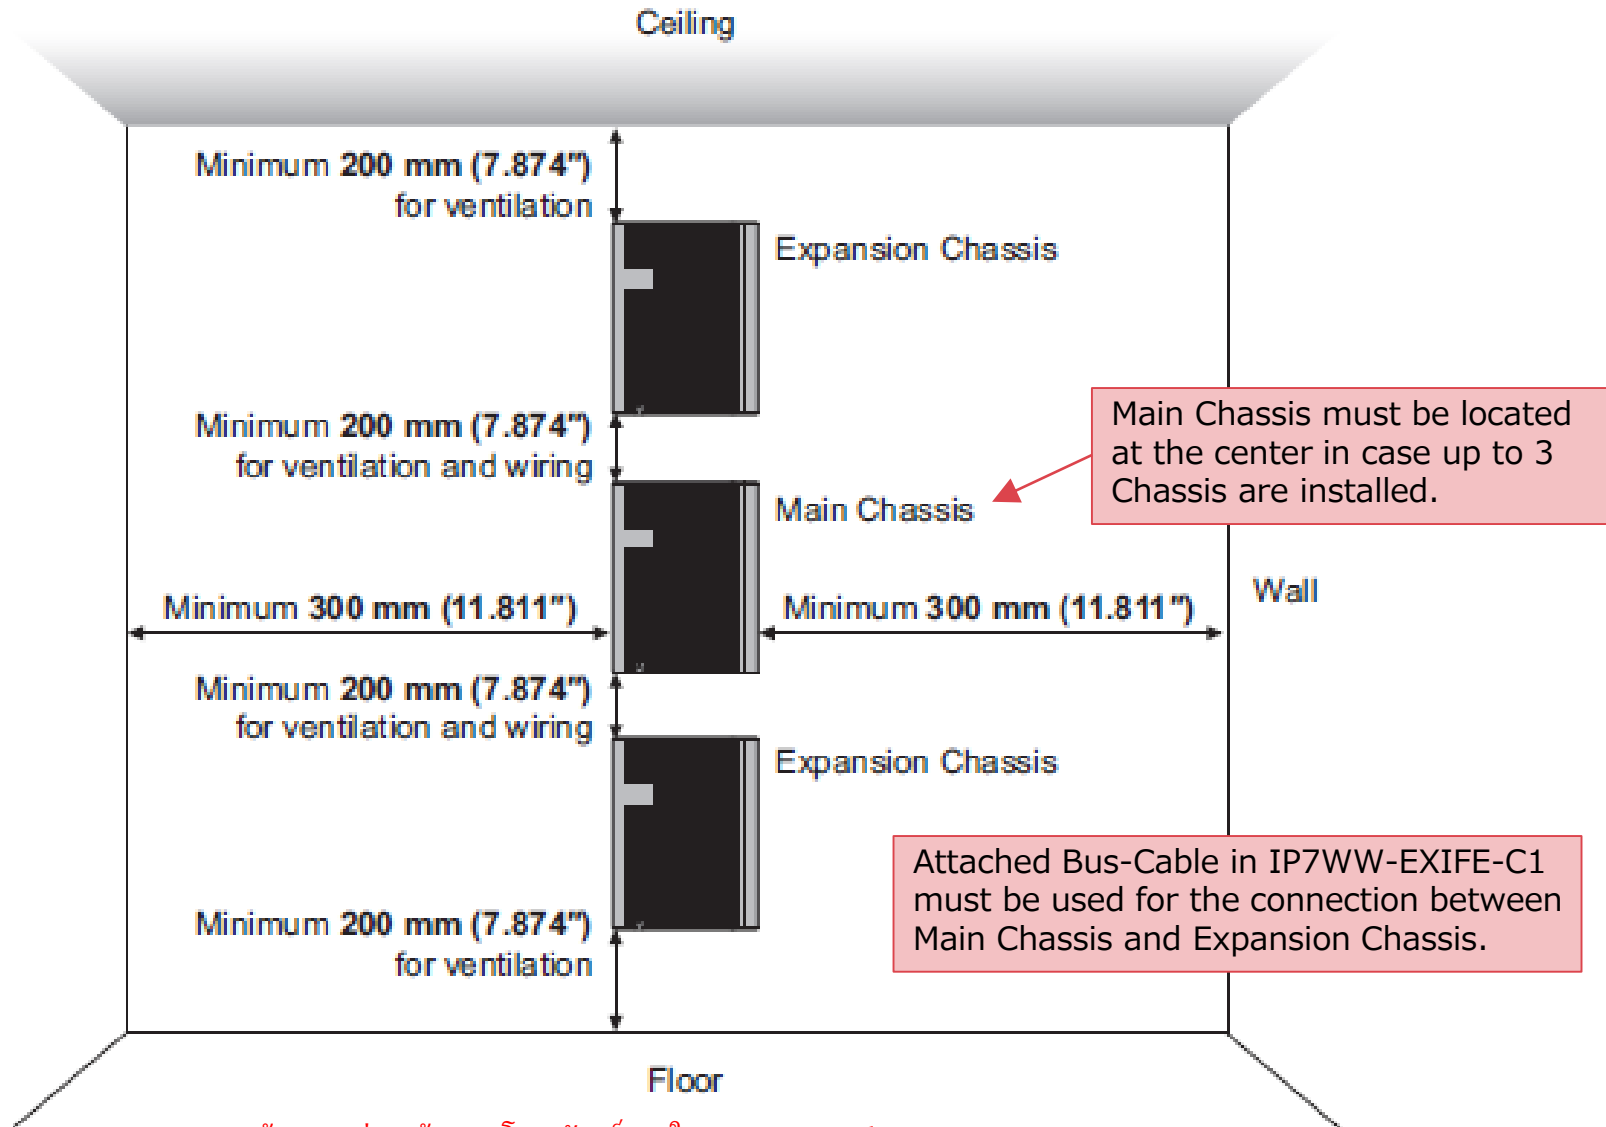 Ceiling
Minimum 200 mm (7.874")
for ventilation
Expansion Chassis
Minimum 200 mm (7.874")
for ventilation and wiring
Main Chassis must be located
at the center in case up to 3
Chassis are installed.
Main Chassis
Wall
Minimum 300 mm (11.811")
Minimum 300 mm (11.811")
Minimum 200 mm (7.874")
for ventilation and wiring
Expansion Chassis
Attached Bus-Cable in IP7WW-EXIFE-C1
must be used for the connection between
Main Chassis and Expansion Chassis.
Minimum 200 mm (7.874")
for ventilation
Floor